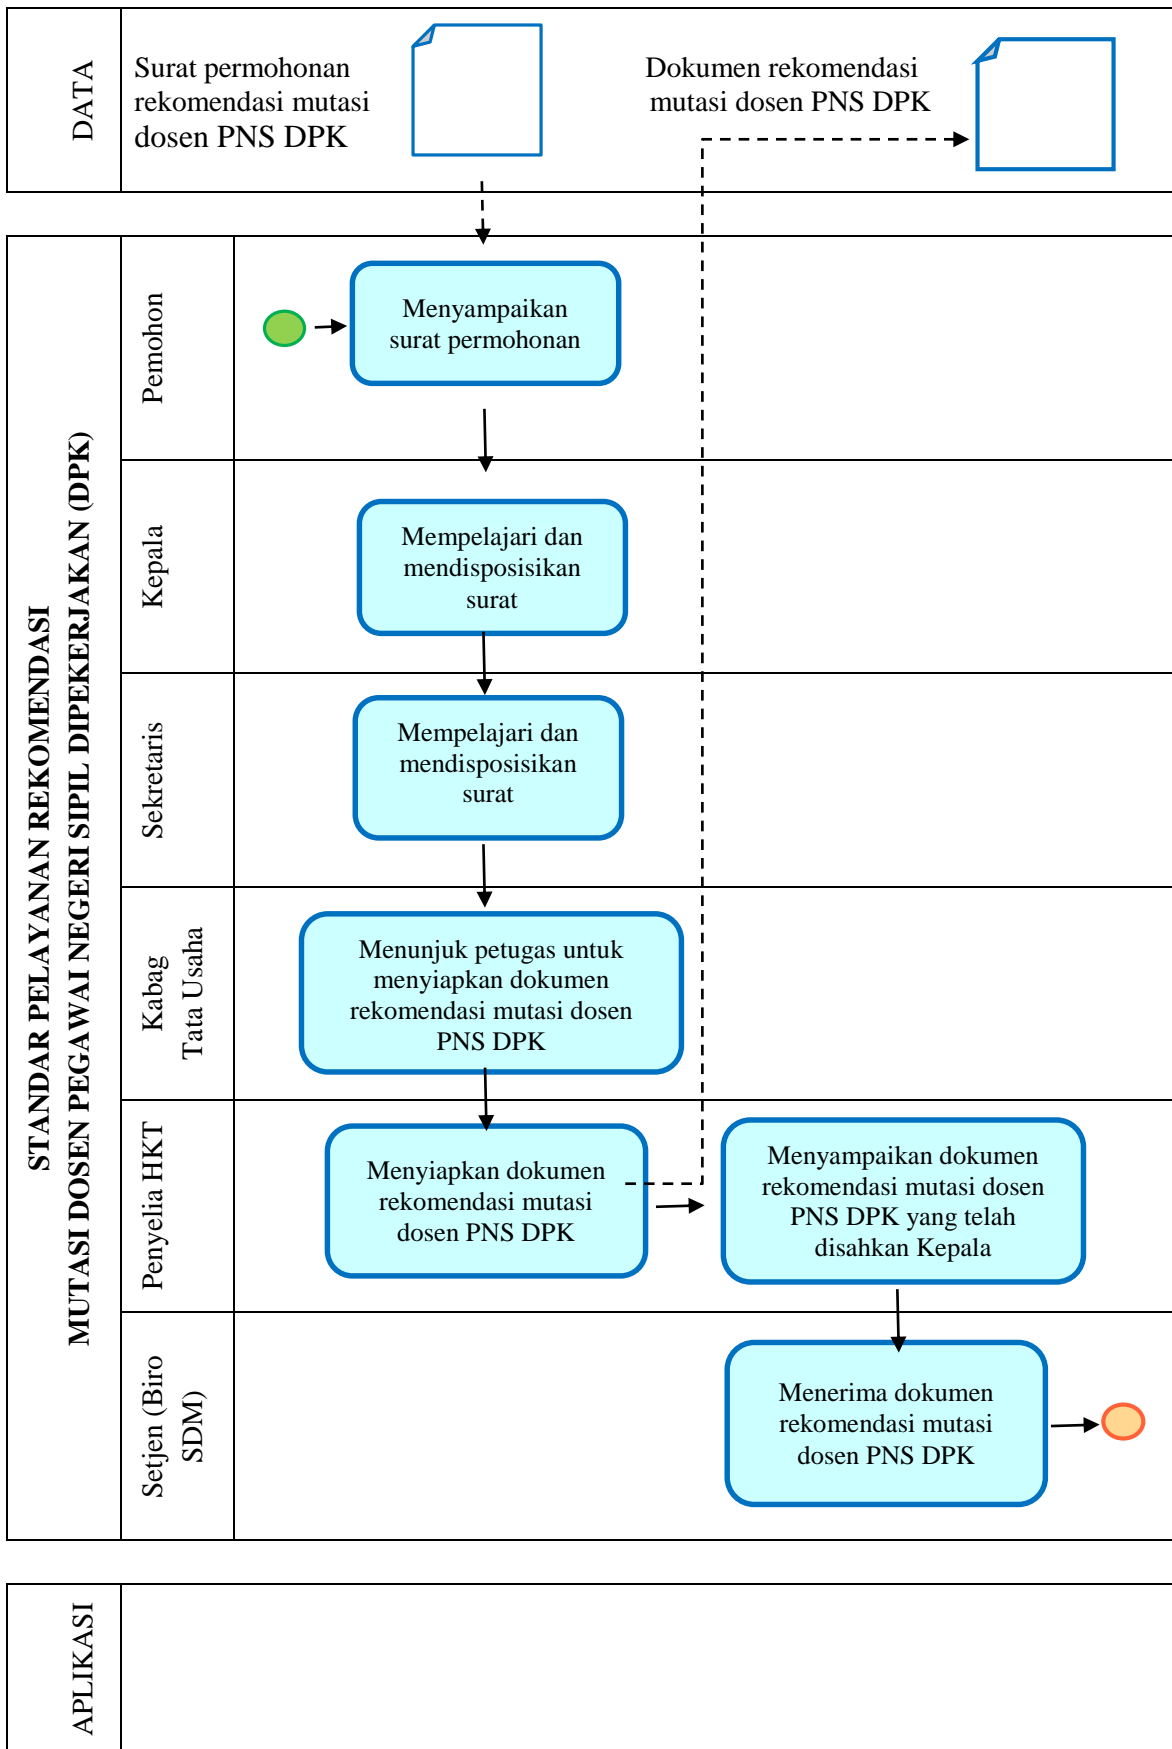 DATA
Surat permohonan
rekomendasi mutasi
dosen PNS DPK
Dokumen rekomendasi
mutasi dosen PNS DPK
STANDAR PELAYANAN REKOMENDASI
MUTASI DOSEN PEGAWAI NEGERI SIPIL DIPEKERJAKAN (DPK)
Pemohon
Menyampaikan
surat permohonan
Kepala
Mempelajari dan
mendisposisikan
surat
Sekretaris
Mempelajari dan
mendisposisikan
surat
Kabag
Tata Usaha
Menunjuk petugas untuk
menyiapkan dokumen
rekomendasi mutasi dosen
PNS DPK
Penyelia HKT
Menyiapkan dokumen
rekomendasi mutasi
dosen PNS DPK
Menyampaikan dokumen
rekomendasi mutasi dosen
PNS DPK yang telah
disahkan Kepala
Setjen (Biro
SDM)
Menerima dokumen
rekomendasi mutasi
dosen PNS DPK
APLIKASI